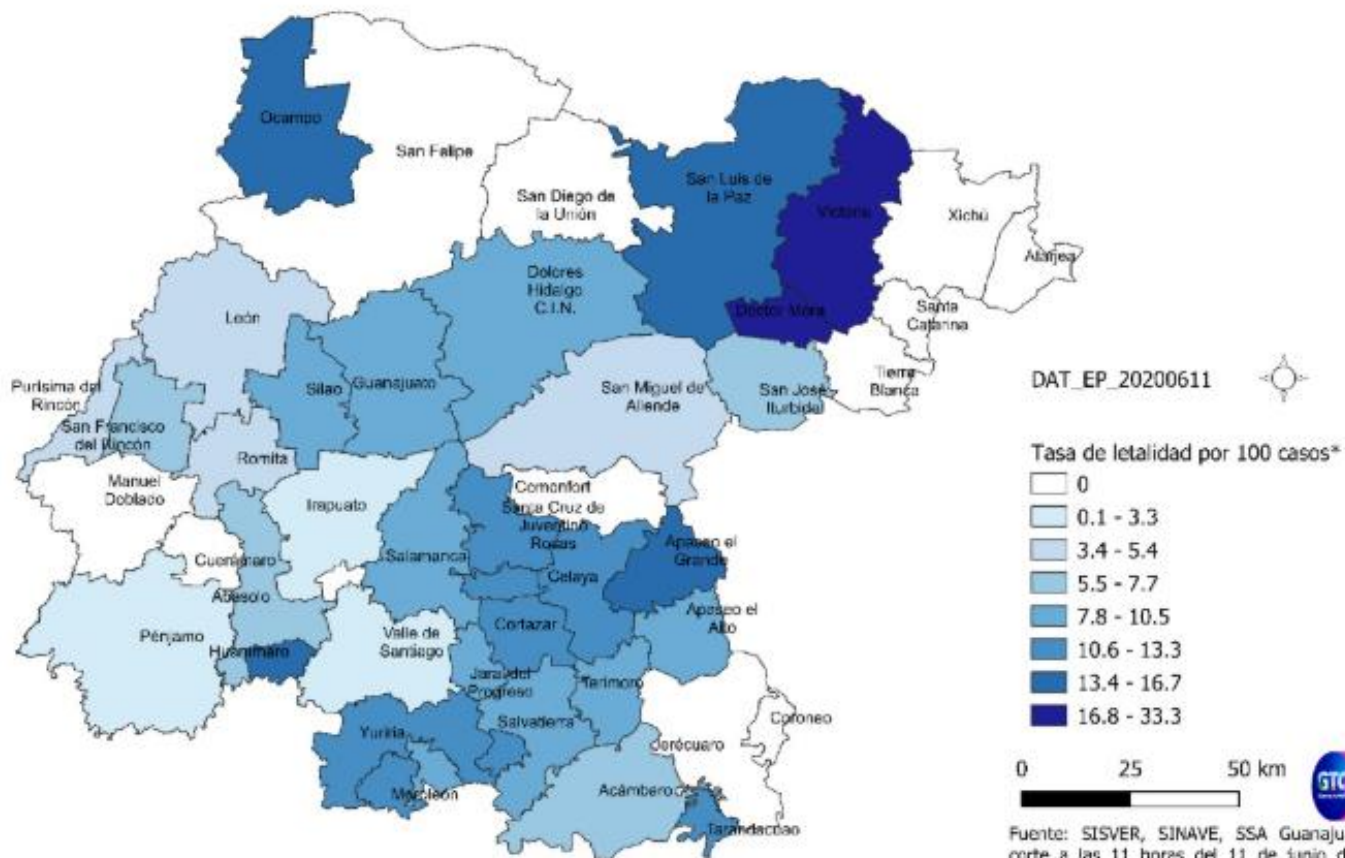 Ocampo
San Felipe
San Diego de
la Unión
San Luis de
la Paz
Victoria
Xichú
Atarjea
Dolores
Hidalgo
C.I.N.
León
Doctor Mora
Santa
Catarina
Tierra
Blanca
Purísima del
Rincón
San Francisco
del Rincón
Silao
Guanajuato
San Miguel de
Allende
San José
Iturbide
Romita
Manuel
Doblado
Irapuato
Comonfort
Santa Cruz de
Juventino
Rosas
Cuerámaro
Salamanca
Apaseo el
Grande
Celaya
Abasolo
Pénjamo
Huanímaro
Valle de
Santiago
Cortazar
Apaseo el
Alto
Jaral del
Progreso
Tarimoro
Yuriria
Salvatierra
Coroneo
Jerécuaro
Moroleón
Acámbaro
Tarandacuao
DAT_EP_20200611
Tasa de letalidad por 100 casos*
0
0.1 - 3.3
3.4 - 5.4
5.5 - 7.7
7.8 - 10.5
10.6 - 13.3
13.4 - 16.7
16.8 - 33.3
0 25 50 km
GTO
Fuente: SISVER, SINAVE, SSA Guanaju
corte a las 11 horas del 11 de junio d